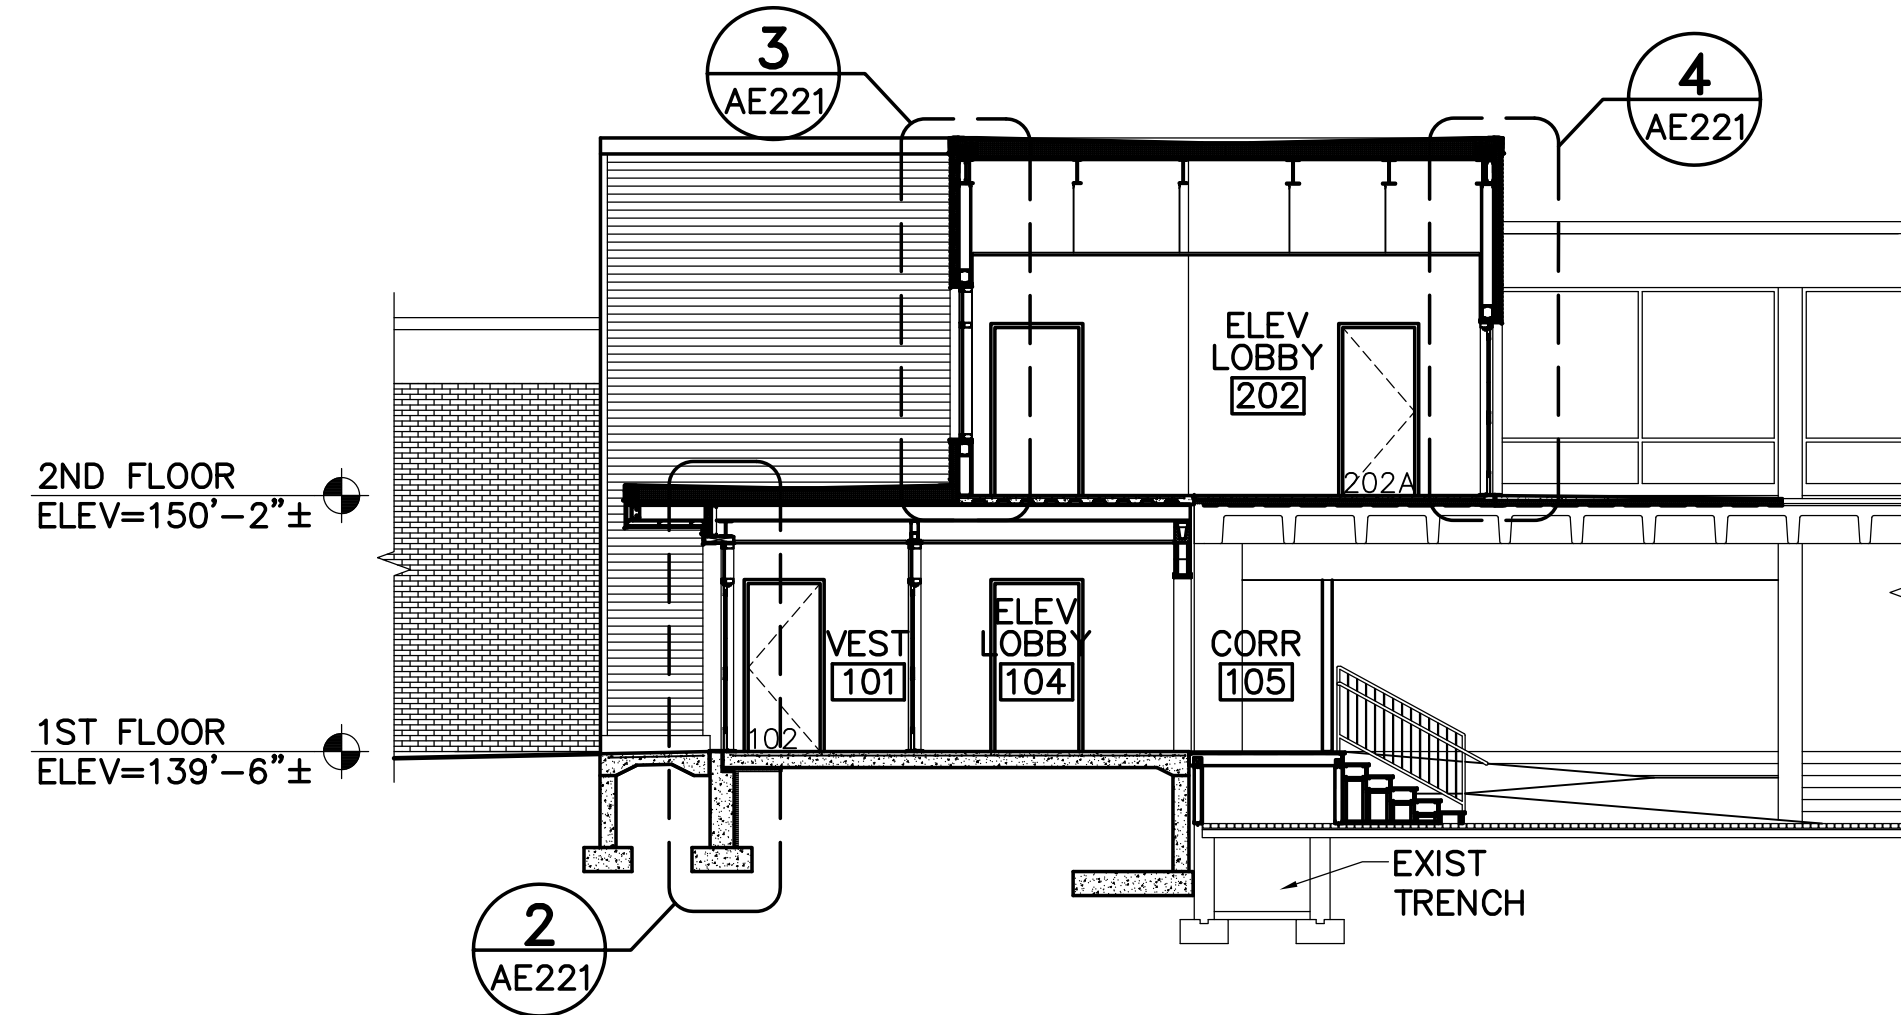 3
AE221
4
AE221
ELEV
LOBBY
202
202A
2ND FLOOR
ELEV=150'-2"±
VEST
101
ELEV
LOBBY
104
CORR
105
102
1ST FLOOR
ELEV=139'-6"±
EXIST
TRENCH
2
AE221